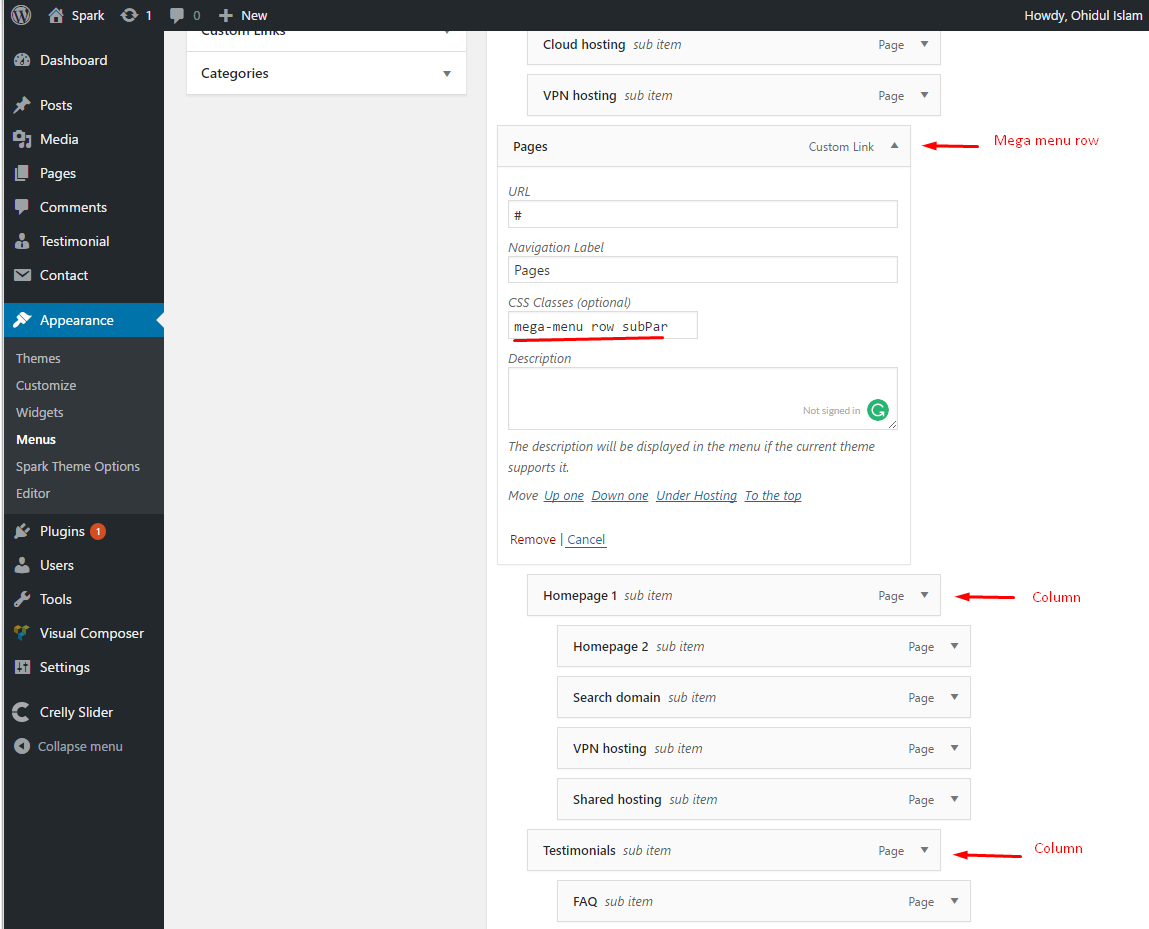 Spark 1 0 New Howdy, Ohidul Islam
Dashboard
Posts
Media
Pages
Comments
Testimonial
Contact
Appearance
Themes
Customize
Widgets
Menus
Spark Theme Options
Editor
Plugins 1
Users
Tools
Visual Composer
Settings
Crelly Slider
Collapse menu
Custom Links
Categories
Cloud hosting sub item Page
VPN hosting sub item Page
Pages Custom Link
Mega menu row
URL
#
Navigation Label
Pages
CSS Classes (optional)
mega-menu row subPar
Description
Not signed in
The description will be displayed in the menu if the current theme
supports it.
Move Up one Down one Under Hosting To the top
Remove | Cancel
Homepage 1 sub item Page
Column
Homepage 2 sub item Page
Search domain sub item Page
VPN hosting sub item Page
Shared hosting sub item Page
Testimonials sub item Page
Column
FAQ sub item Page